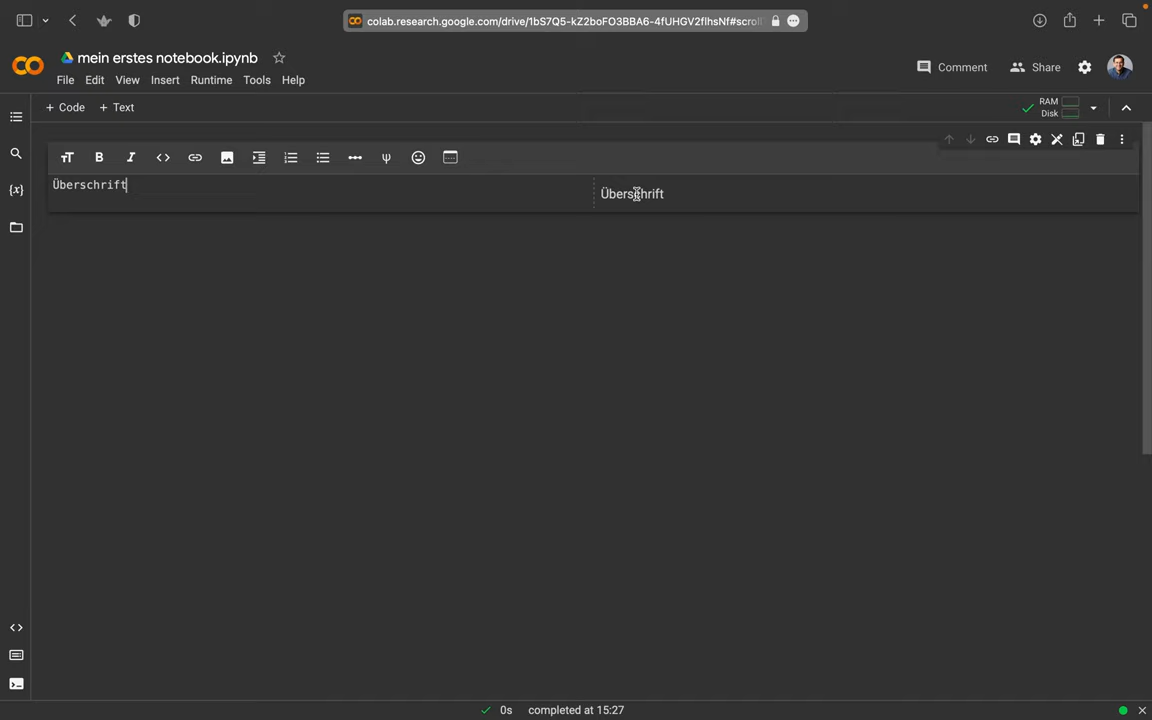 colab.research.google.com/drive/1bS7Q5-kZ2boFO3BBA6-4fUHGV2flhsNf#scroll
mein erstes notebook.ipynb
File Edit View Insert Runtime Tools Help
Comment
Share
+ Code + Text
RAM
Disk
Überschrift
Überschrift
0s completed at 15:27